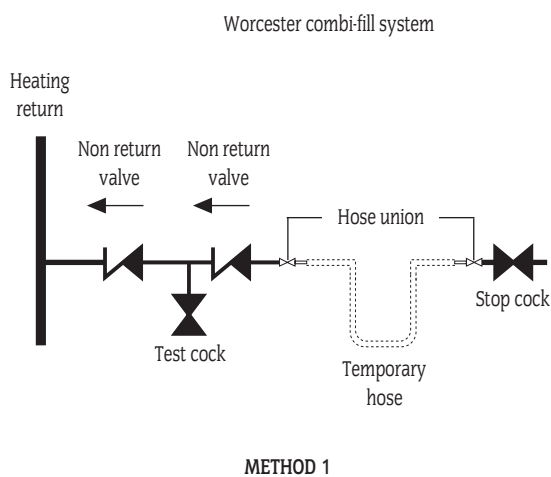 Worcester combi-fill system
Heating
return
Non return
valve
Non return
valve
Hose union
Stop cock
Test cock
Temporary
hose
METHOD 1